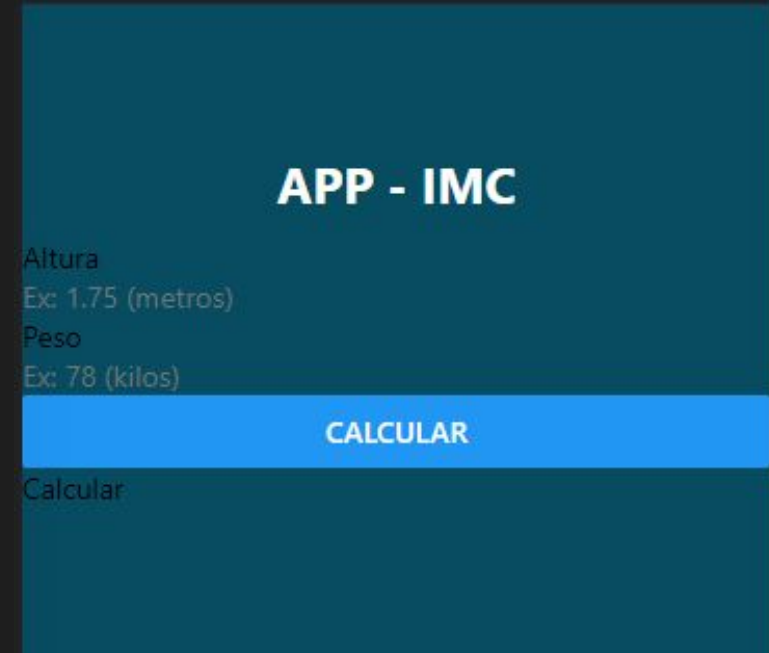 APP - IMC
Altura
Ex: 1.75 (metros)
Peso
Ex: 78 (kilos)
CALCULAR
Calcular